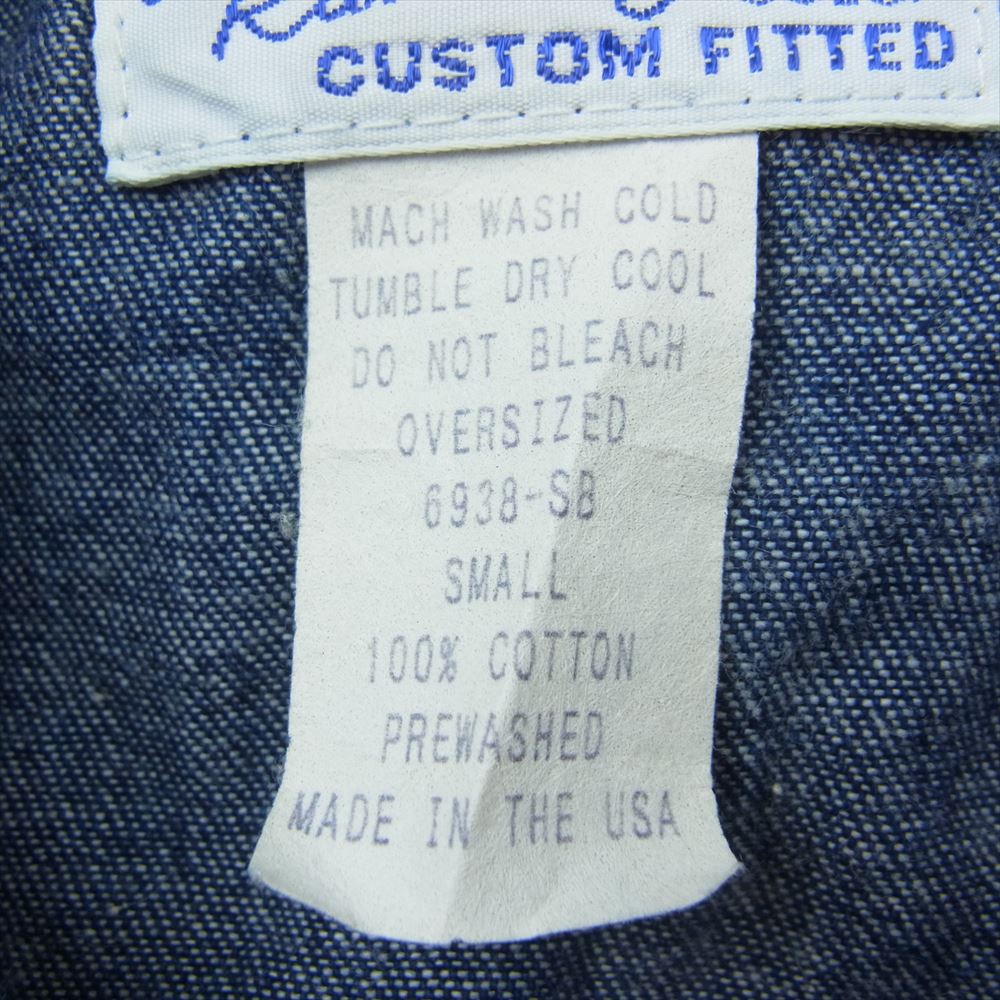 CUSTOM FITTED
MACH WASH COLD
TUMBLE DRY COOL
DO NOT BLEACH
OVERSIZED
6938-SB
SMALL
100% COTTON
PREWASHED
MADE IN THE USA